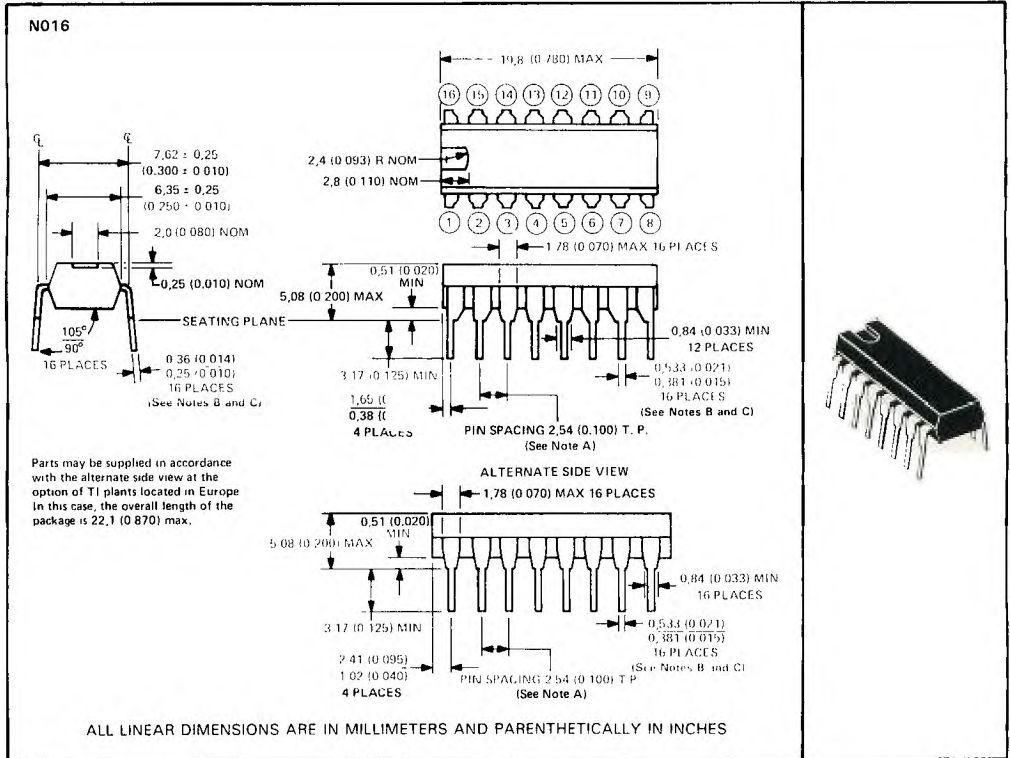 N016
19,8 (0 780) MAX
16 15 14 13 12 11 10 9
℄ ℄
7,62 ± 0,25
(0.300 ± 0 010)
6,35 ± 0,25
(0 250 · 0 010)
2,0 (0 080) NOM
0,25 (0,010) NOM
105°
90°
16 PLACES
0 36 (0 014)
0,25 (0 010)
16 PLACES
(See Notes B and C)
SEATING PLANE
2,4 (0 093) R NOM
2,8 (0 110) NOM
1 2 3 4 5 6 7 8
1,78 (0 070) MAX 16 PLACES
0,51 (0 020)
MIN
5,08 (0 200) MAX
0,84 (0 033) MIN
12 PLACES
3 17 (0 125) MIN
0,533 (0 021)
0,381 (0 015)
16 PLACES
(See Notes B and C)
1,65 (
0,38 (
4 PLACES
PIN SPACING 2,54 (0.100) T. P.
(See Note A)
Parts may be supplied in accordance
with the alternate side view at the
option of TI plants located in Europe
In this case, the overall length of the
package is 22,1 (0 870) max.
ALTERNATE SIDE VIEW
1,78 (0 070) MAX 16 PLACES
0,51 (0.020)
MIN
5 08 (0 200) MAX
0,84 (0 033) MIN
16 PLACES
3 17 (0 125) MIN
0,533 (0 021)
0,381 (0 015)
16 PLACES
(See Notes B and C)
2 41 (0 095)
1 02 (0 040)
4 PLACES
PIN SPACING 2 54 (0 100) T P
(See Note A)
ALL LINEAR DIMENSIONS ARE IN MILLIMETERS AND PARENTHETICALLY IN INCHES